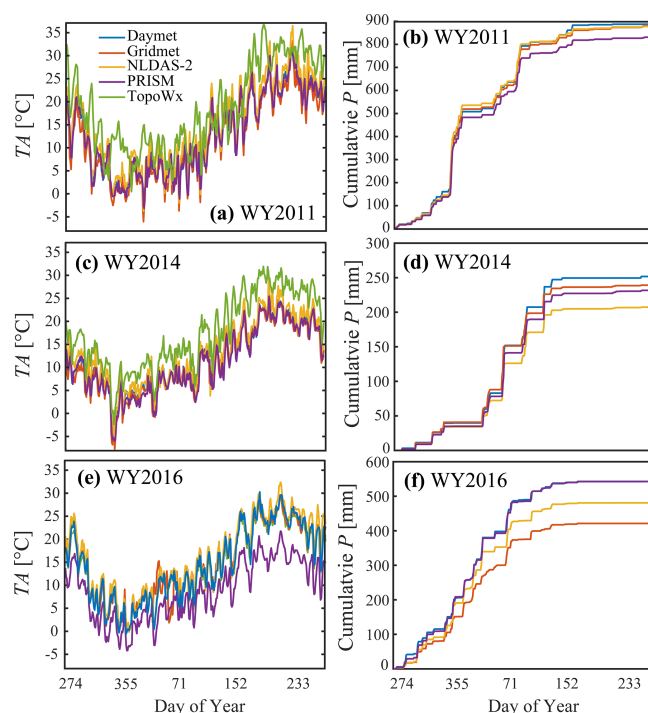 35
30
25
20
15
10
5
0
-5
TA [°C]
Daymet
Gridmet
NLDAS-2
PRISM
TopoWx
(a) WY2011
900
800
700
600
500
400
300
200
100
0
Cumulatvie P [mm]
(b) WY2011
35
30
25
20
15
10
5
0
-5
TA [°C]
(c) WY2014
300
250
200
150
100
50
0
Cumulatvie P [mm]
(d) WY2014
35
30
25
20
15
10
5
0
-5
TA [°C]
(e) WY2016
274 355 71 152 233
Day of Year
600
500
400
300
200
100
0
Cumulatvie P [mm]
(f) WY2016
274 355 71 152 233
Day of Year